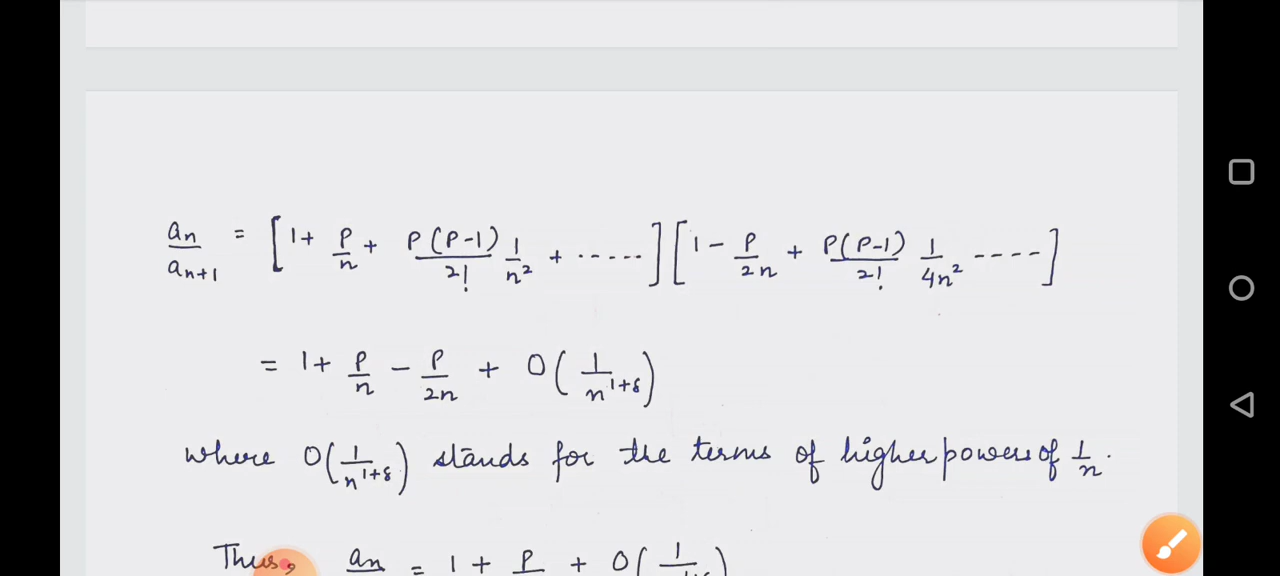 an/an+1 = [1 + P/n + P(P-1)/2! 1/n² + .....] [1 - P/2n + P(P-1)/2! 1/4n² ----]
= 1 + P/n - P/2n + O(1/n^1+δ)
where O(1/n^1+δ) stands for the terms of higher powers of 1/n.
Thus, an = 1 + P + O(1